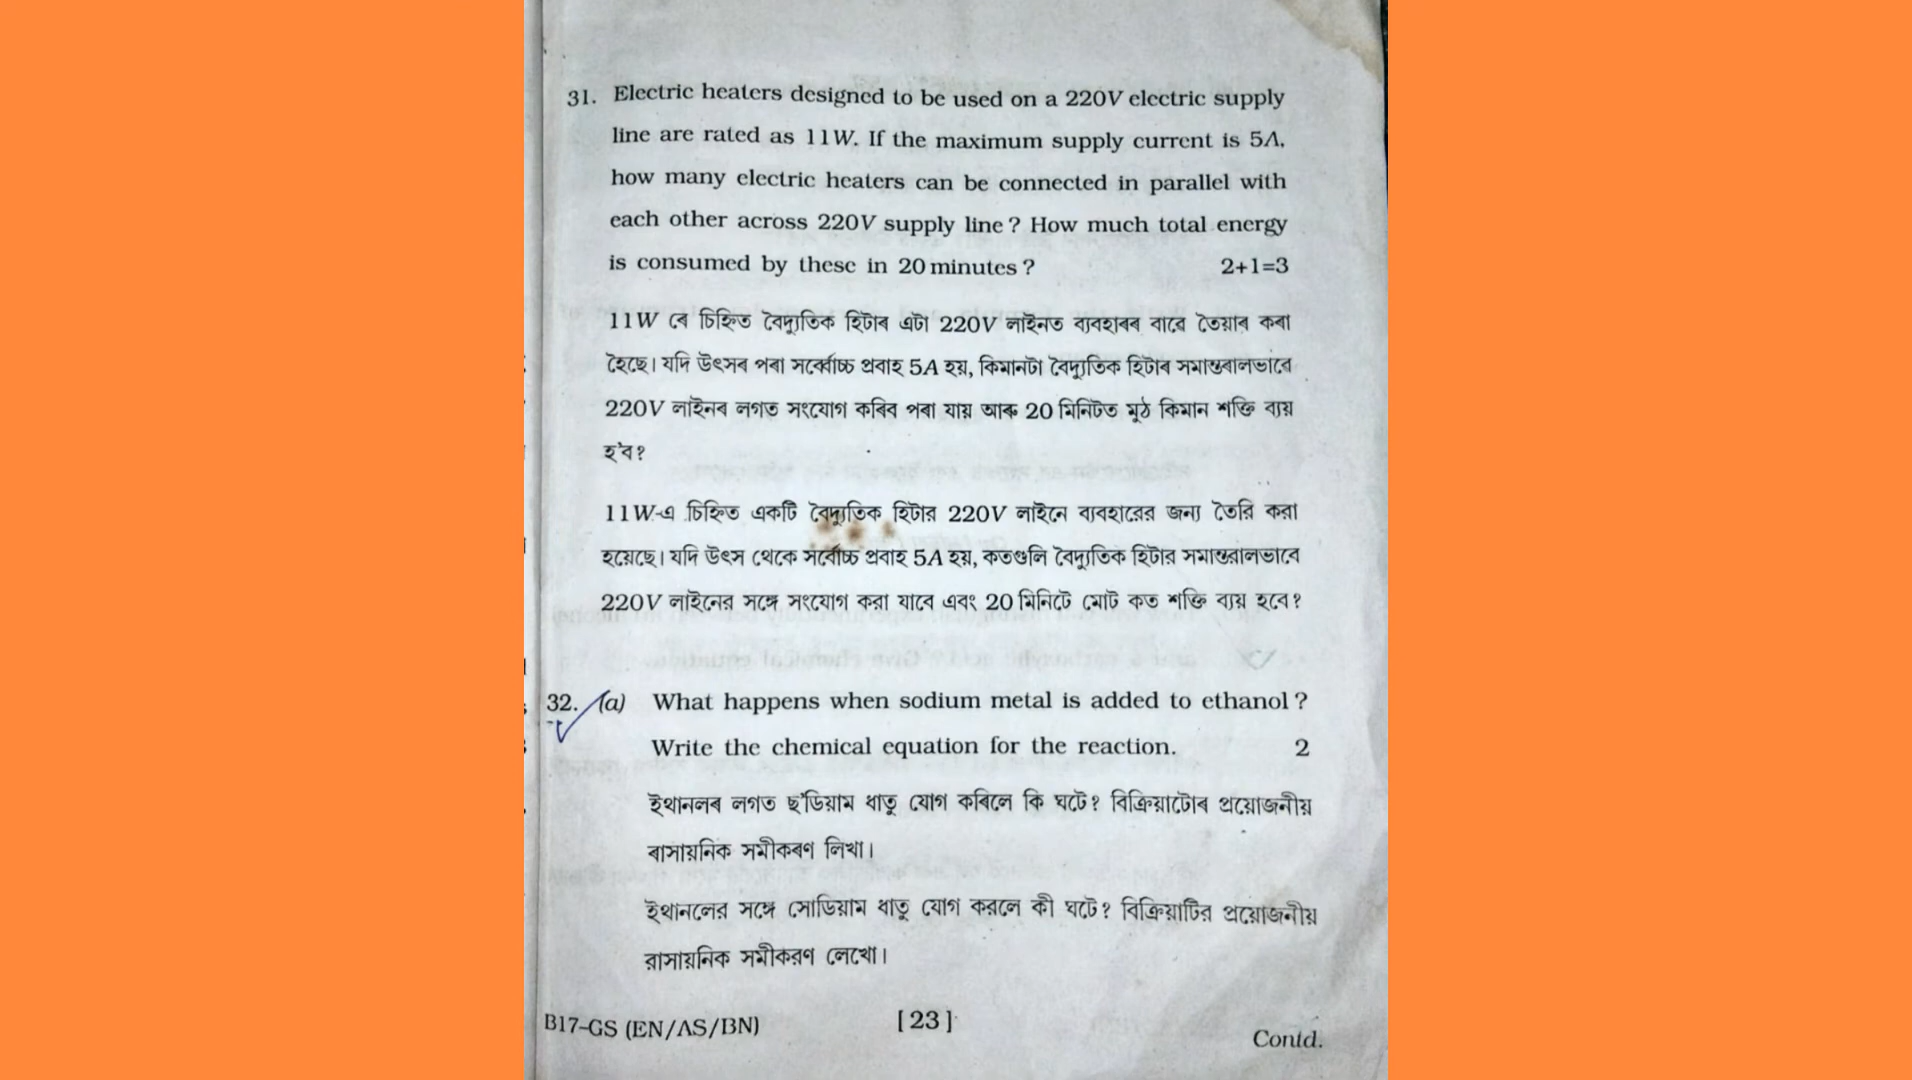 31. Electric heaters designed to be used on a 220V electric supply
line are rated as 11W. If the maximum supply current is 5A,
how many electric heaters can be connected in parallel with
each other across 220V supply line? How much total energy
is consumed by these in 20 minutes? 2+1=3
11W ৰে চিহ্নিত বৈদ্যুতিক হিটাৰ এটা 220V লাইনত ব্যবহাৰৰ বাবে তৈয়াৰ কৰা
হৈছে। যদি উৎসৰ পৰা সৰ্ব্বোচ্চ প্ৰবাহ 5A হয়, কিমানটা বৈদ্যুতিক হিটাৰ সমান্তৰালভাবে
220V লাইনৰ লগত সংযোগ কৰিব পৰা যায় আৰু 20 মিনিটত মুঠ কিমান শক্তি ব্যয়
হ'ব?
11W-এ চিহ্নিত একটি বৈদ্যুতিক হিটার 220V লাইনে ব্যবহারের জন্য তৈরি করা
হয়েছে। যদি উৎস থেকে সর্বোচ্চ প্রবাহ 5A হয়, কতগুলি বৈদ্যুতিক হিটার সমান্তরালভাবে
220V লাইনের সঙ্গে সংযোগ করা যাবে এবং 20 মিনিটে মোট কত শক্তি ব্যয় হবে?
32. (a) What happens when sodium metal is added to ethanol?
Write the chemical equation for the reaction. 2
ইথানলৰ লগত ছ'ডিয়াম ধাতু যোগ কৰিলে কি ঘটে? বিক্ৰিয়াটোৰ প্ৰয়োজনীয়
ৰাসায়নিক সমীকৰণ লিখা।
ইথানলের সঙ্গে সোডিয়াম ধাতু যোগ করলে কী ঘটে? বিক্রিয়াটির প্রয়োজনীয়
রাসায়নিক সমীকরণ লেখো।
B17-GS (EN/AS/BN) [23] Contd.